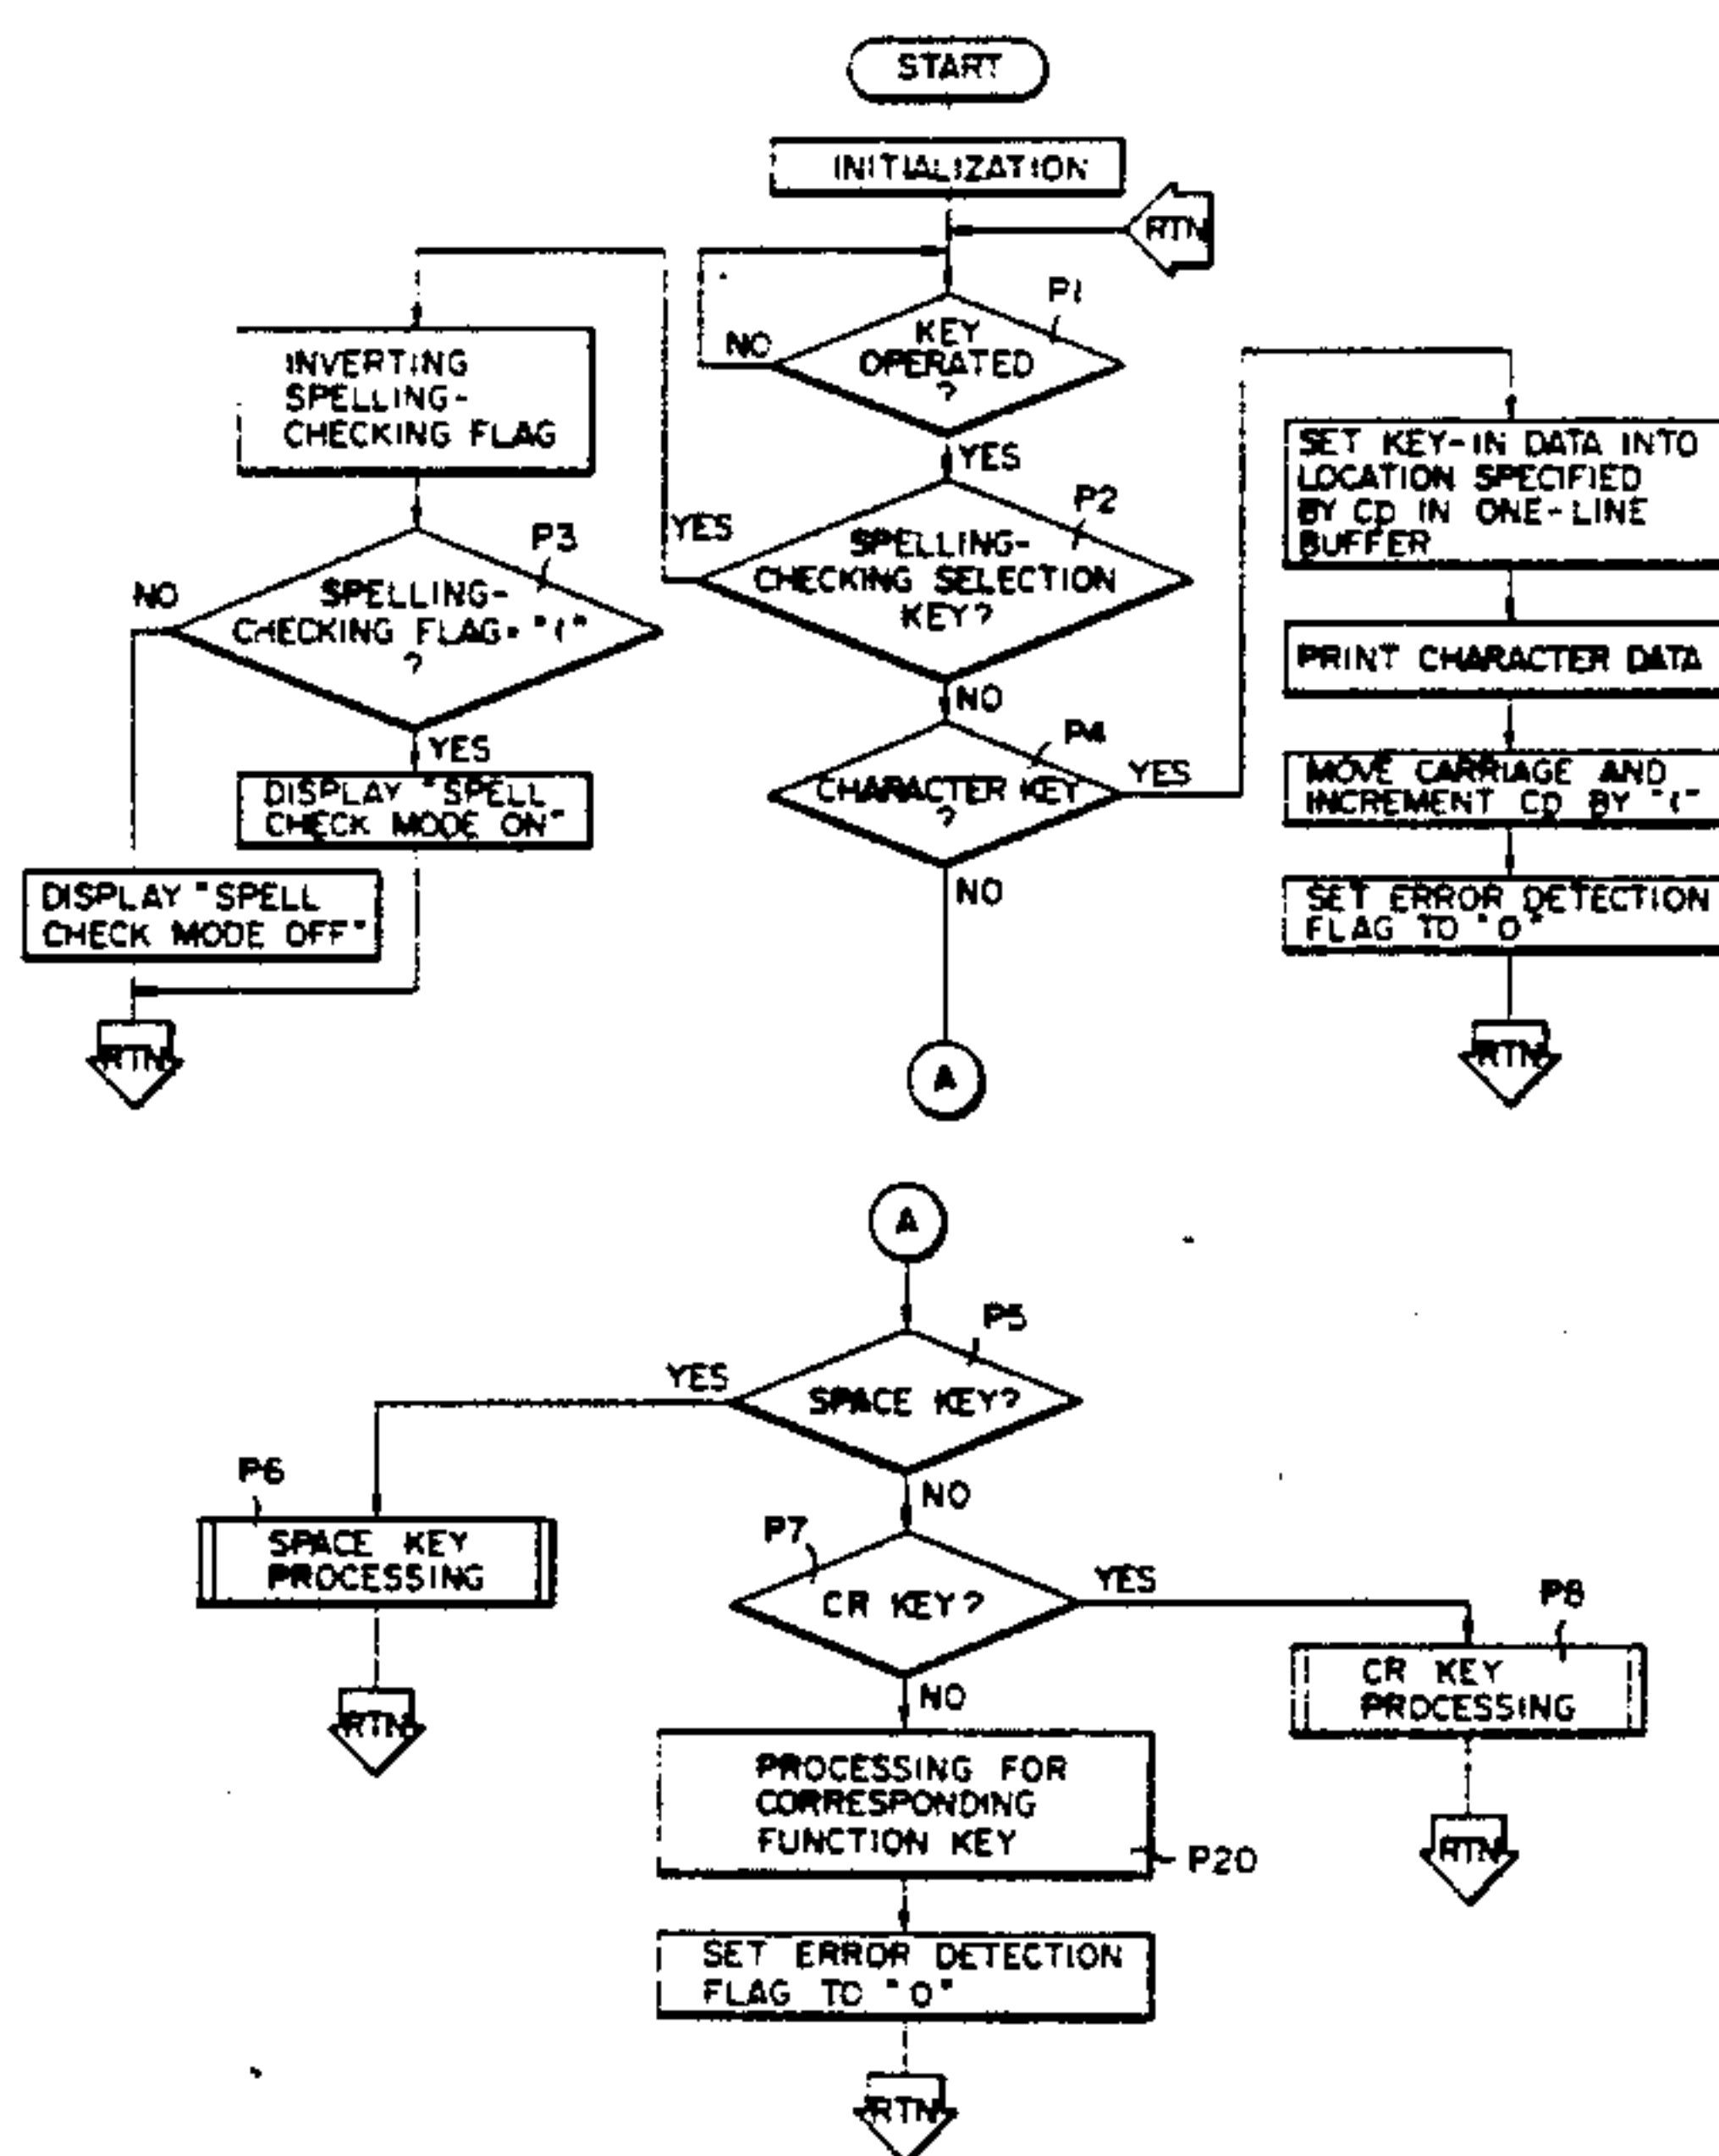 START
INITIALIZATION
RTN
P1
KEY
OPERATED
?
NO
YES
INVERTING
SPELLING-
CHECKING FLAG
P2
SPELLING-
CHECKING SELECTION
KEY?
YES
NO
P3
SPELLING-
CHECKING FLAG="1"
?
NO
YES
DISPLAY "SPELL
CHECK MODE ON"
DISPLAY "SPELL
CHECK MODE OFF"
RTN
P4
CHARACTER KEY
?
YES
NO
SET KEY-IN DATA INTO
LOCATION SPECIFIED
BY CP IN ONE-LINE
BUFFER
PRINT CHARACTER DATA
MOVE CARRIAGE AND
INCREMENT CP BY "1"
SET ERROR DETECTION
FLAG TO "0"
RTN
A
A
P5
SPACE KEY?
YES
NO
P6
SPACE KEY
PROCESSING
RTN
P7
CR KEY?
YES
NO
P8
CR KEY
PROCESSING
RTN
PROCESSING FOR
CORRESPONDING
FUNCTION KEY
P20
SET ERROR DETECTION
FLAG TO "0"
RTN